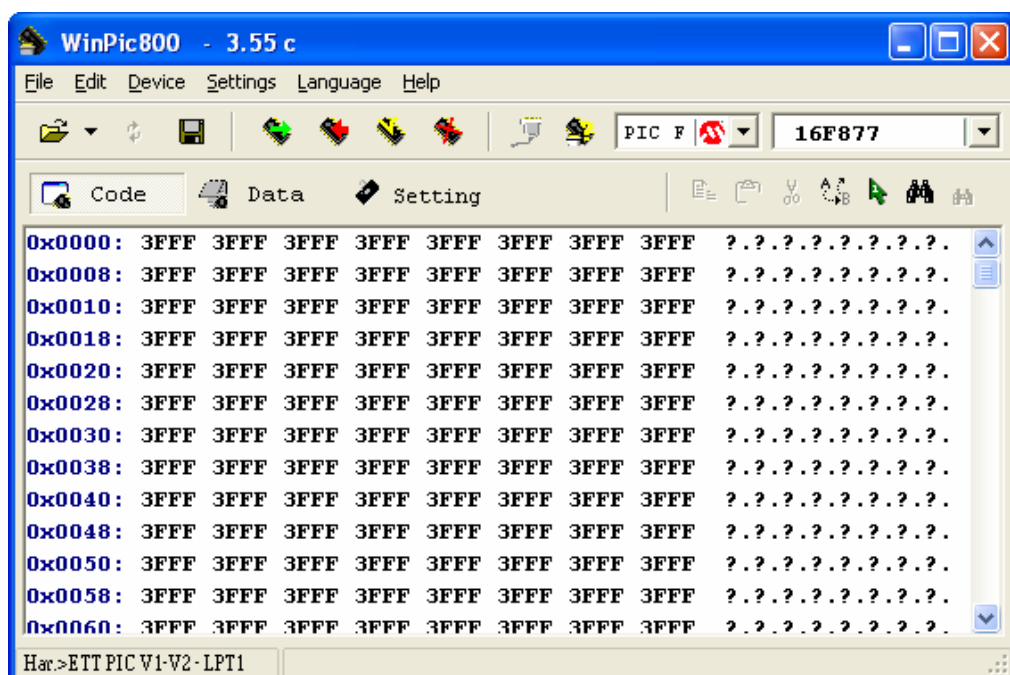 WinPic800 - 3.55 c
File Edit Device Settings Language Help
PIC F 16F877
Code Data Setting
0x0000: 3FFF 3FFF 3FFF 3FFF 3FFF 3FFF 3FFF 3FFF ?.?.?.?.?.?.?.?.
0x0008: 3FFF 3FFF 3FFF 3FFF 3FFF 3FFF 3FFF 3FFF ?.?.?.?.?.?.?.?.
0x0010: 3FFF 3FFF 3FFF 3FFF 3FFF 3FFF 3FFF 3FFF ?.?.?.?.?.?.?.?.
0x0018: 3FFF 3FFF 3FFF 3FFF 3FFF 3FFF 3FFF 3FFF ?.?.?.?.?.?.?.?.
0x0020: 3FFF 3FFF 3FFF 3FFF 3FFF 3FFF 3FFF 3FFF ?.?.?.?.?.?.?.?.
0x0028: 3FFF 3FFF 3FFF 3FFF 3FFF 3FFF 3FFF 3FFF ?.?.?.?.?.?.?.?.
0x0030: 3FFF 3FFF 3FFF 3FFF 3FFF 3FFF 3FFF 3FFF ?.?.?.?.?.?.?.?.
0x0038: 3FFF 3FFF 3FFF 3FFF 3FFF 3FFF 3FFF 3FFF ?.?.?.?.?.?.?.?.
0x0040: 3FFF 3FFF 3FFF 3FFF 3FFF 3FFF 3FFF 3FFF ?.?.?.?.?.?.?.?.
0x0048: 3FFF 3FFF 3FFF 3FFF 3FFF 3FFF 3FFF 3FFF ?.?.?.?.?.?.?.?.
0x0050: 3FFF 3FFF 3FFF 3FFF 3FFF 3FFF 3FFF 3FFF ?.?.?.?.?.?.?.?.
0x0058: 3FFF 3FFF 3FFF 3FFF 3FFF 3FFF 3FFF 3FFF ?.?.?.?.?.?.?.?.
0x0060: 3FFF 3FFF 3FFF 3FFF 3FFF 3FFF 3FFF 3FFF ?.?.?.?.?.?.?.?.
Har.>ETT PIC V1-V2 - LPT1